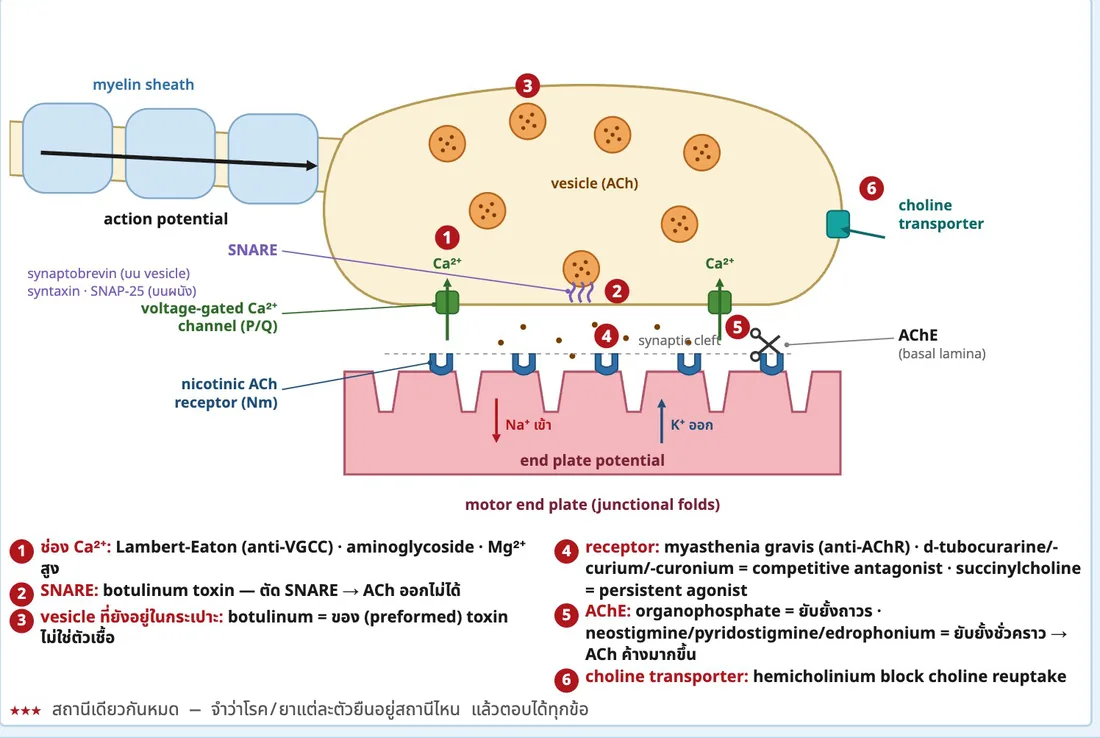 myelin sheath
action potential
3
vesicle (ACh)
6
choline
transporter
SNARE
synaptobrevin (บน vesicle)
syntaxin · SNAP-25 (บนผนัง)
1
Ca²⁺
Ca²⁺
2
voltage-gated Ca²⁺
channel (P/Q)
4
synaptic cleft
5
AChE
(basal lamina)
nicotinic ACh
receptor (Nm)
Na⁺ เข้า
K⁺ ออก
end plate potential
motor end plate (junctional folds)
1 ช่อง Ca²⁺: Lambert-Eaton (anti-VGCC) · aminoglycoside · Mg²⁺
สูง
2 SNARE: botulinum toxin — ตัด SNARE → ACh ออกไม่ได้
3 vesicle ที่ยังอยู่ในกระเปาะ: botulinum = ของ (preformed) toxin
ไม่ใช่ตัวเชื้อ
4 receptor: myasthenia gravis (anti-AChR) · d-tubocurarine/-
curium/-curonium = competitive antagonist · succinylcholine
= persistent agonist
5 AChE: organophosphate = ยับยั้งถาวร ·
neostigmine/pyridostigmine/edrophonium = ยับยั้งชั่วคราว →
ACh ค้างมากขึ้น
6 choline transporter: hemicholinium block choline reuptake
★★★ สถานีเดียวกันหมด — จำว่าโรค/ยาแต่ละตัวยืนอยู่สถานีไหน แล้วตอบได้ทุกข้อ